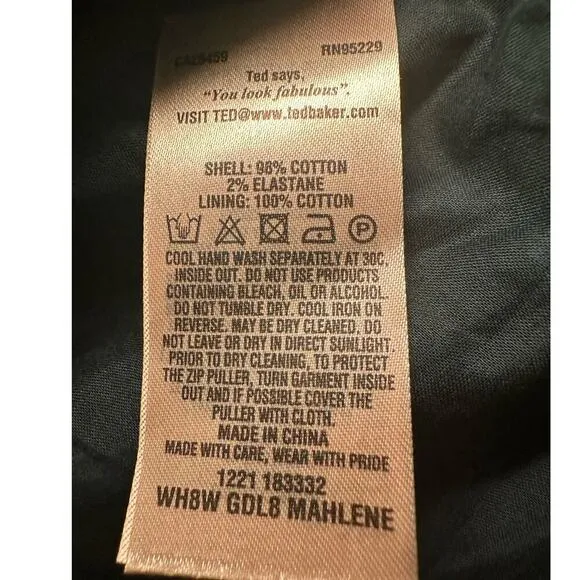 RN95229
Ted says,
"You look fabulous".
VISIT TED@www.tedbaker.com
SHELL: 98% COTTON
2% ELASTANE
LINING: 100% COTTON
P
COOL HAND WASH SEPARATELY AT 30C.
INSIDE OUT. DO NOT USE PRODUCTS
CONTAINING BLEACH, OIL OR ALCOHOL.
DO NOT TUMBLE DRY. COOL IRON ON
REVERSE. MAY BE DRY CLEANED. DO
NOT LEAVE OR DRY IN DIRECT SUNLIGHT.
PRIOR TO DRY CLEANING, TO PROTECT
THE ZIP PULLER, TURN GARMENT INSIDE
OUT AND IF POSSIBLE COVER THE
PULLER WITH CLOTH.
MADE IN CHINA
MADE WITH CARE, WEAR WITH PRIDE
1221 183332
WH8W GDL8 MAHLENE